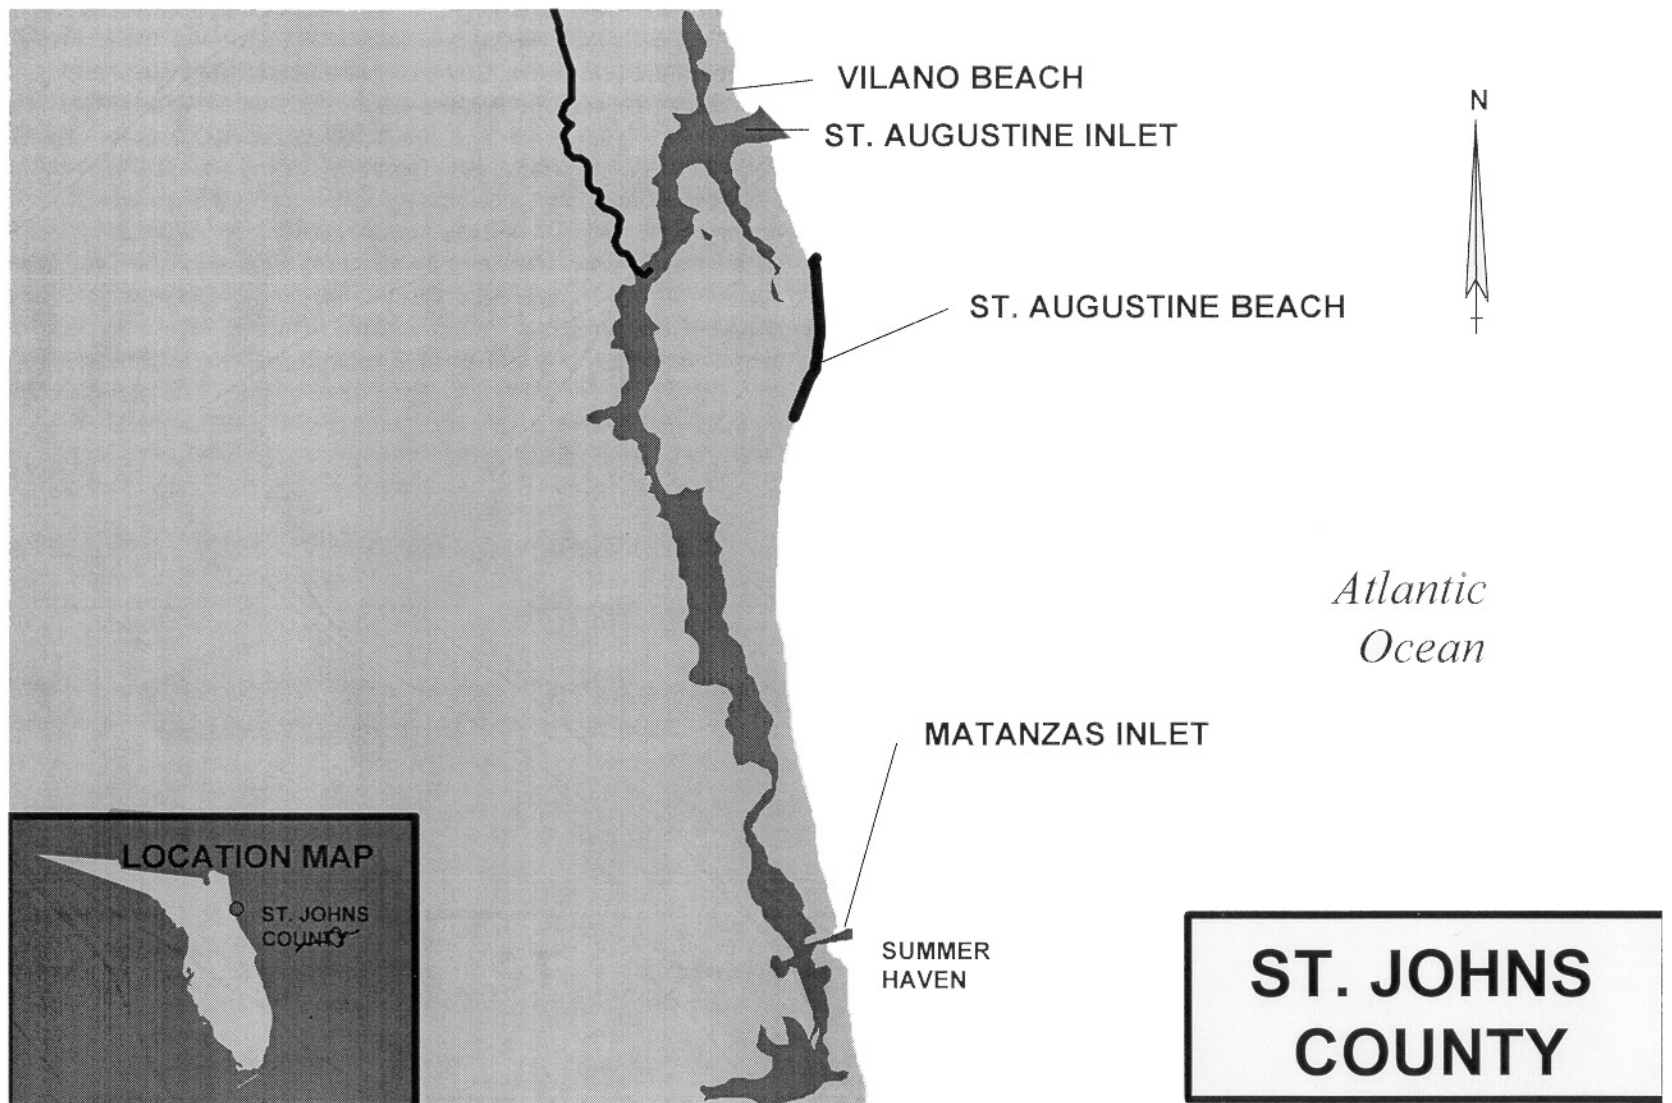 VILANO BEACH
N
ST. AUGUSTINE INLET
ST. AUGUSTINE BEACH
Atlantic
Ocean
MATANZAS INLET
LOCATION MAP
ST. JOHNS
COUNTY
SUMMER
HAVEN
ST. JOHNS
COUNTY